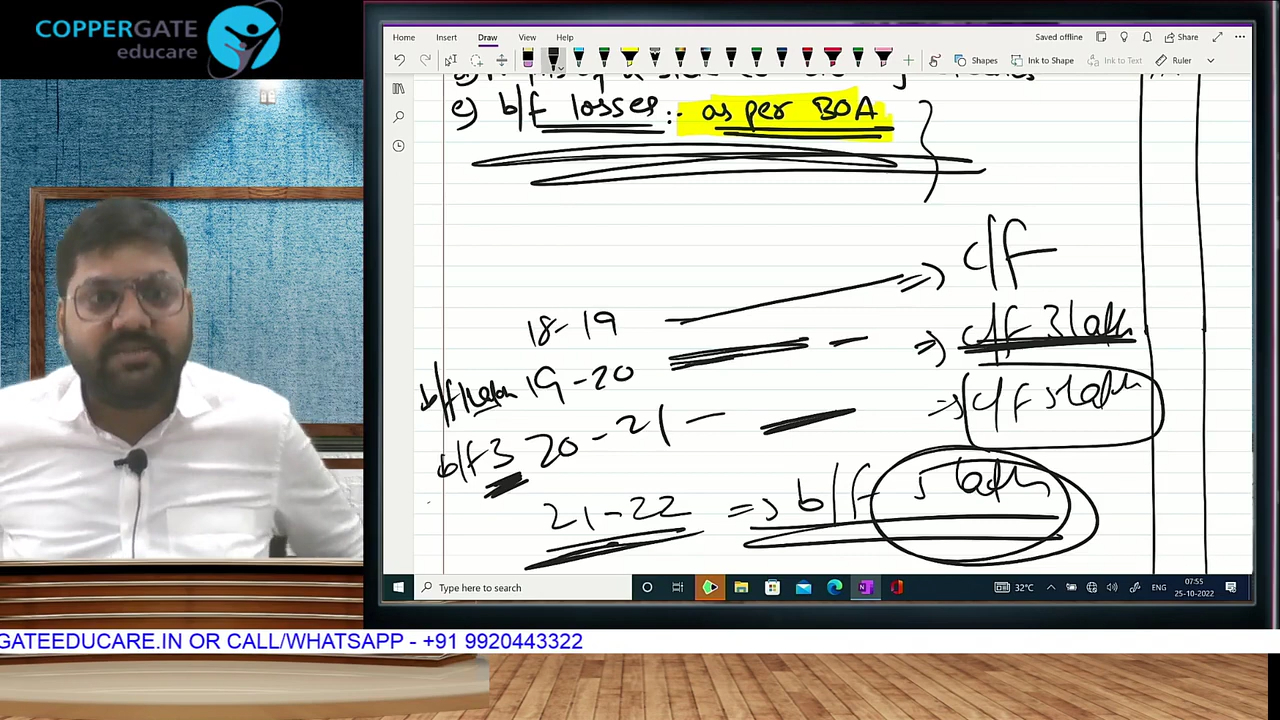 COPPERGATE
educare
Home Insert Draw View Help
Saved offline
Share
Shapes
Ink to Shape
Ink to Text
Ruler
e) b/f losses :- as per BOA
c/f
18-19
c/f 3 lakh
19-20
b/f 1 lakh
c/f 5 lakh
20-21
b/f 3
21-22 => b/f 5 lakh
Type here to search
32°C
ENG
07:55
25-10-2022
GATEEDUCARE.IN OR CALL/WHATSAPP - +91 9920443322